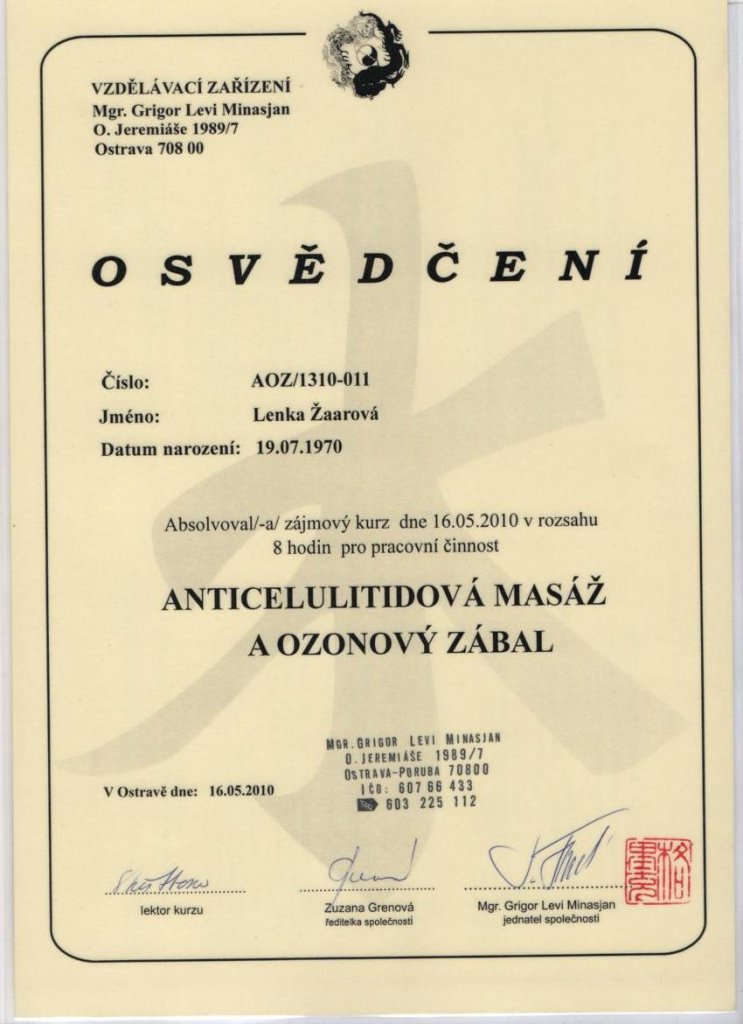 VZDĚLÁVACÍ ZAŘÍZENÍ
Mgr. Grigor Levi Minasjan
O. Jeremiáše 1989/7
Ostrava 708 00
OSVĚDČENÍ
Číslo: AOZ/1310-011
Jméno: Lenka Žaarová
Datum narození: 19.07.1970
Absolvoval/-a/ zájmový kurz dne 16.05.2010 v rozsahu
8 hodin pro pracovní činnost
ANTICELULITIDOVÁ MASÁŽ
A OZONOVÝ ZÁBAL
MGR. GRIGOR LEVI MINASJAN
O. JEREMIÁŠE 1989/7
OSTRAVA-PORUBA 70800
IČO: 607 66 433
603 225 112
V Ostravě dne: 16.05.2010
lektor kurzu
Zuzana Grenová
ředitelka společnosti
Mgr. Grigor Levi Minasjan
jednatel společnosti